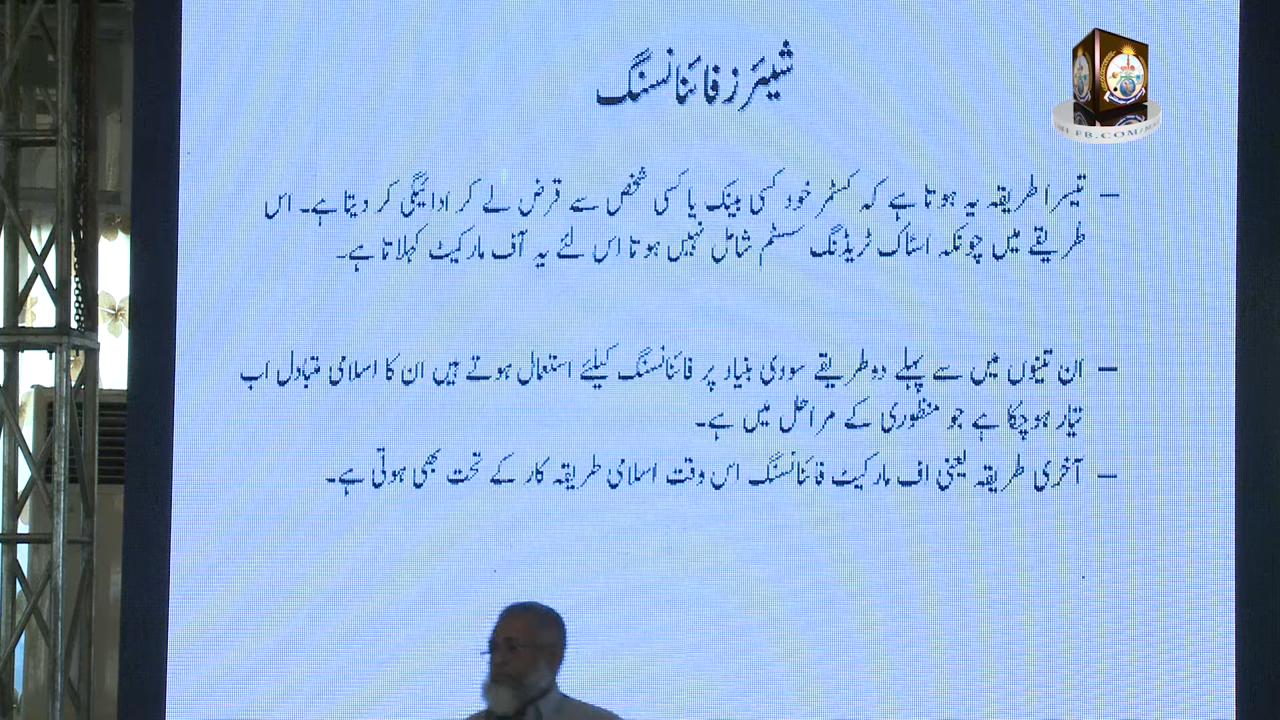 شیئرز فائنانسنگ
– تیسرا طریقہ یہ ہوتا ہے کہ کسٹمر خود کسی بینک یا کسی شخص سے قرض لے کر ادائیگی کر دیتا ہے۔ اس
طریقے میں چونکہ اسٹاک ٹریڈنگ سسٹم شامل نہیں ہوتا اس لئے یہ آف مارکیٹ کہلاتا ہے۔
– ان تینوں میں سے پہلے دو طریقے سودی بنیاد پر فائنانسنگ کیلئے استعمال ہوتے ہیں ان کا اسلامی متبادل اب
تیار ہوچکا ہے جو منظوری کے مراحل میں ہے۔
– آخری طریقہ یعنی اف مارکیٹ فائنانسنگ اس وقت اسلامی طریقہ کار کے تحت بھی ہوتی ہے۔
FB.COM/